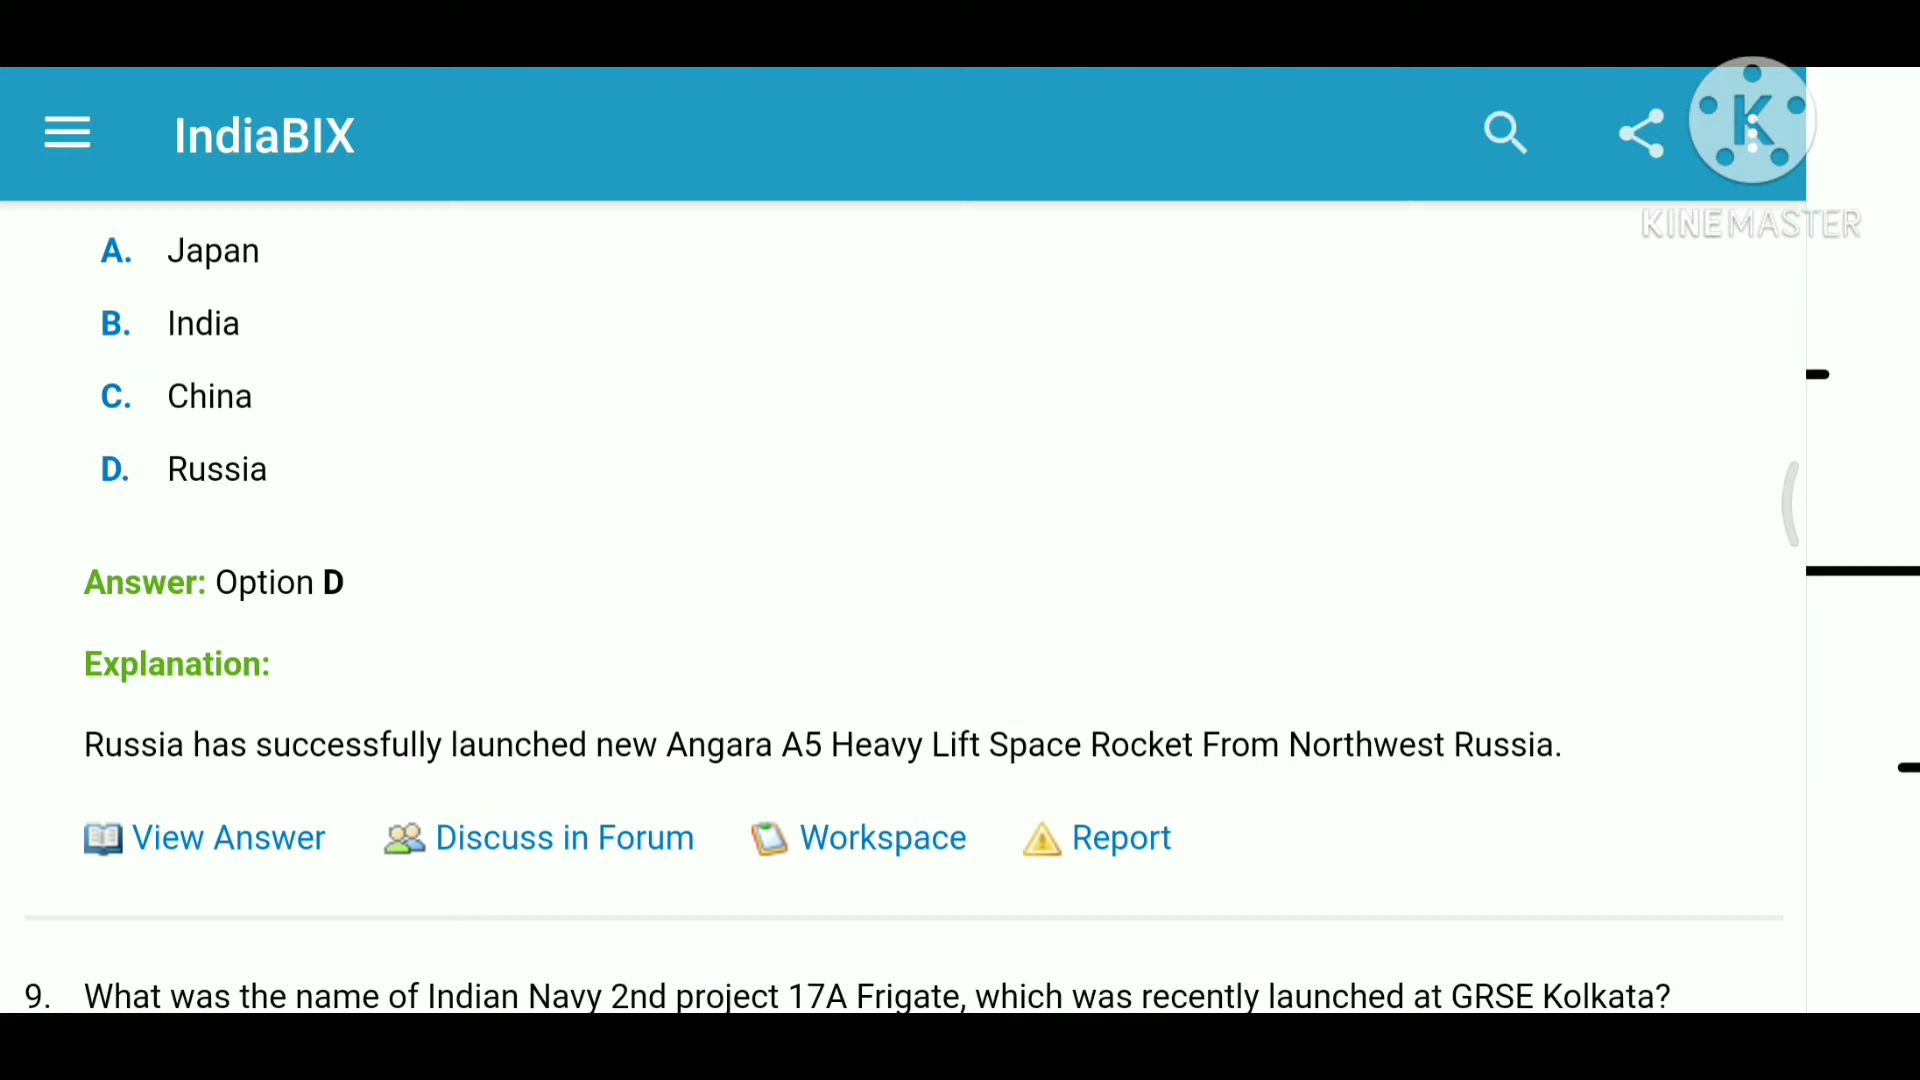 IndiaBIX
K
KINEMASTER
A. Japan
B. India
C. China
D. Russia
Answer: Option D
Explanation:
Russia has successfully launched new Angara A5 Heavy Lift Space Rocket From Northwest Russia.
View Answer Discuss in Forum Workspace Report
9. What was the name of Indian Navy 2nd project 17A Frigate, which was recently launched at GRSE Kolkata?